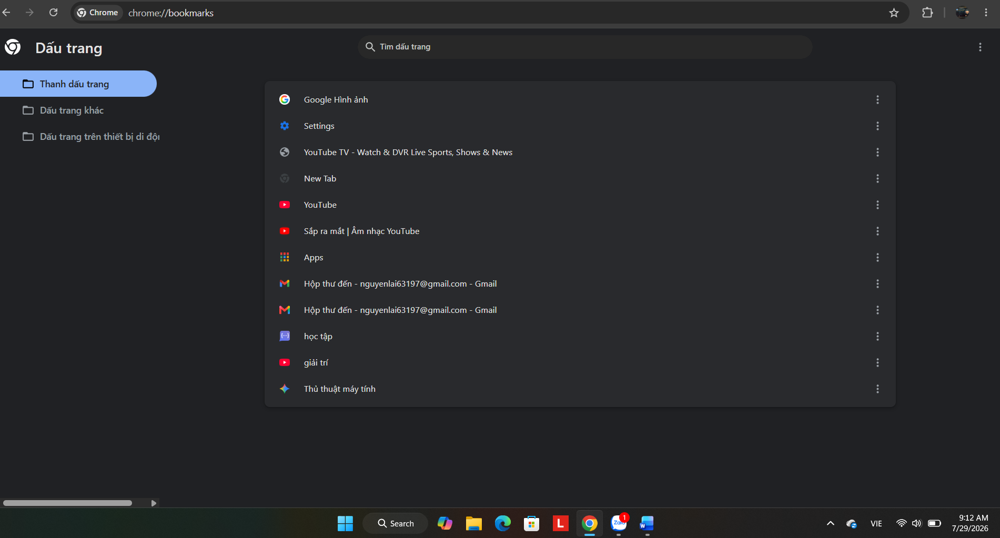 Chrome
chrome://bookmarks
Dấu trang
Tìm dấu trang
Thanh dấu trang
Dấu trang khác
Dấu trang trên thiết bị di độn
Google Hình ảnh
Settings
YouTube TV - Watch & DVR Live Sports, Shows & News
New Tab
YouTube
Sắp ra mắt | Âm nhạc YouTube
Apps
Hộp thư đến - nguyenlai63197@gmail.com - Gmail
Hộp thư đến - nguyenlai63197@gmail.com - Gmail
học tập
giải trí
Thủ thuật máy tính
Search
L
Zalo
1
W
VIE
9:12 AM
7/29/2026